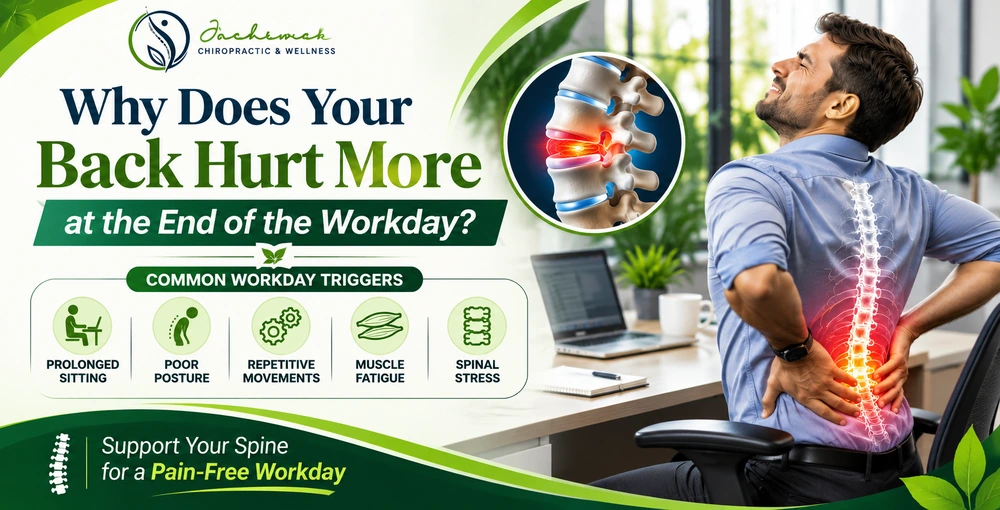 Jachimiak
CHIROPRACTIC & WELLNESS
Why Does Your
Back Hurt More
at the End of the Workday?
COMMON WORKDAY TRIGGERS
PROLONGED
SITTING
POOR
POSTURE
REPETITIVE
MOVEMENTS
MUSCLE
FATIGUE
SPINAL
STRESS
Support Your Spine
for a Pain-Free Workday